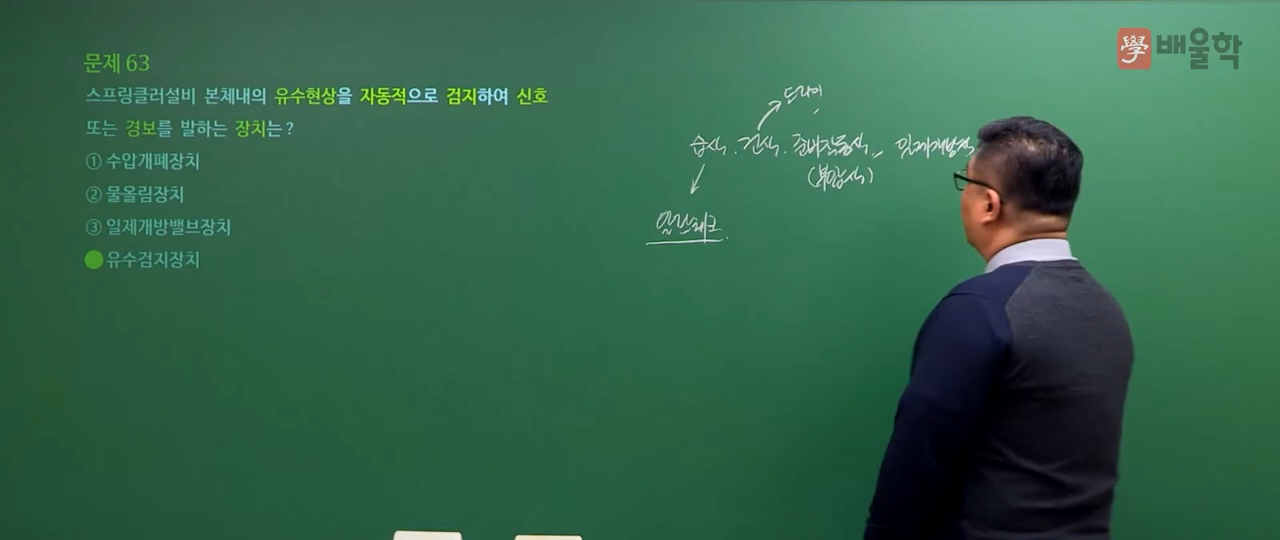 문제 63
스프링클러설비 본체내의 유수현상을 자동적으로 검지하여 신호
또는 경보를 발하는 장치는?
① 수압개폐장치
② 물올림장치
③ 일제개방밸브장치
유수검지장치
學 배울학
드라이
습식 . 건식 . 준비작동식 일제개방식
(부압식)
알람체크